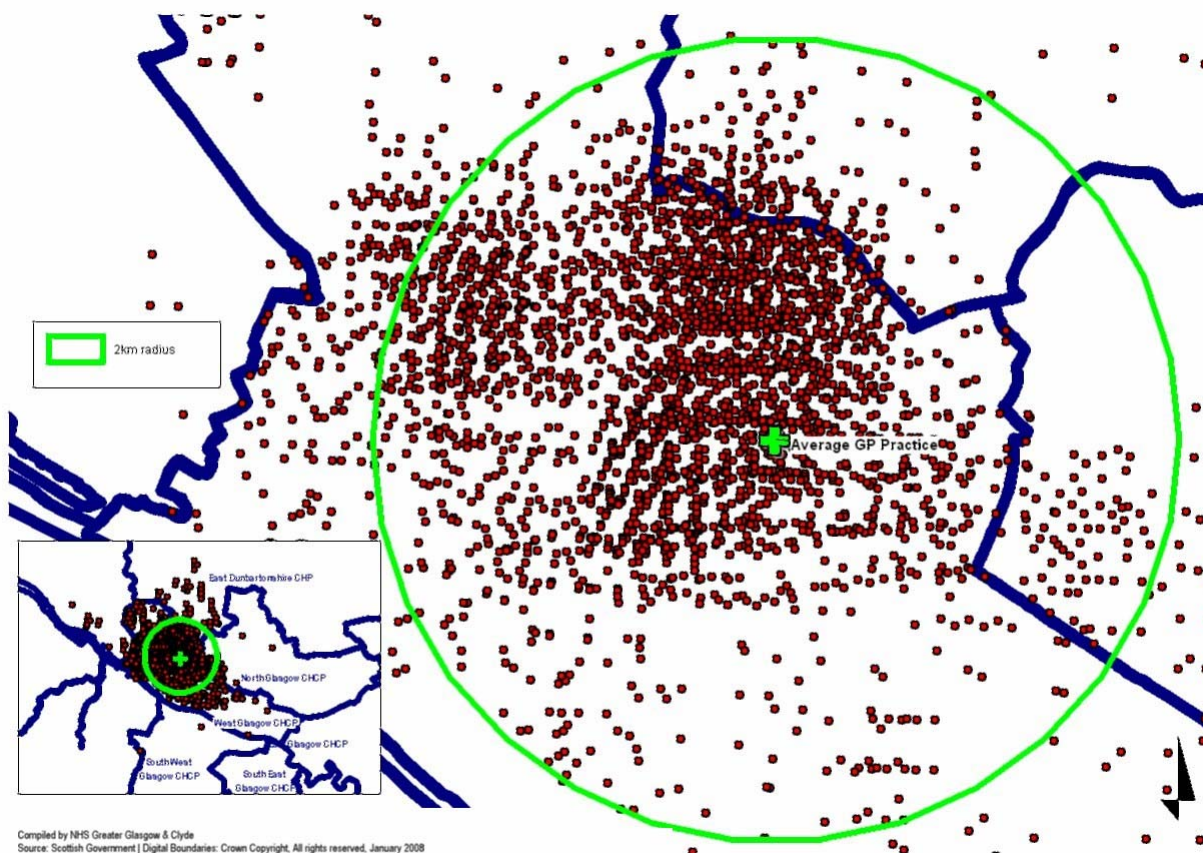 2km radius
Average GP Practice
East Dunbartonshire CHP
North Glasgow CHCP
West Glasgow CHCP
Glasgow CHCP
South West
Glasgow CHCP
South East
Glasgow CHCP
Compiled by NHS Greater Glasgow & Clyde
Source: Scottish Government | Digital Boundaries: Crown Copyright, All rights reserved, January 2008